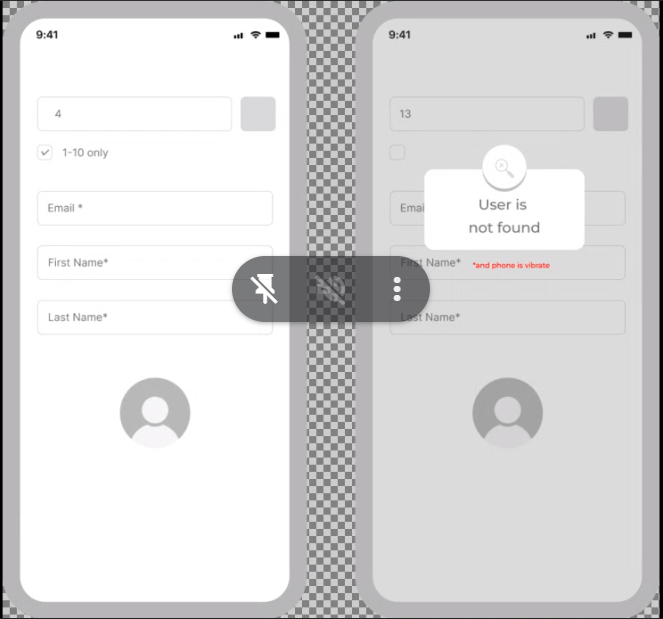 9:41
4
1-10 only
Email *
First Name*
Last Name*
9:41
13
User is
not found
Emai
First Name*
*and phone is vibrate
Last Name*